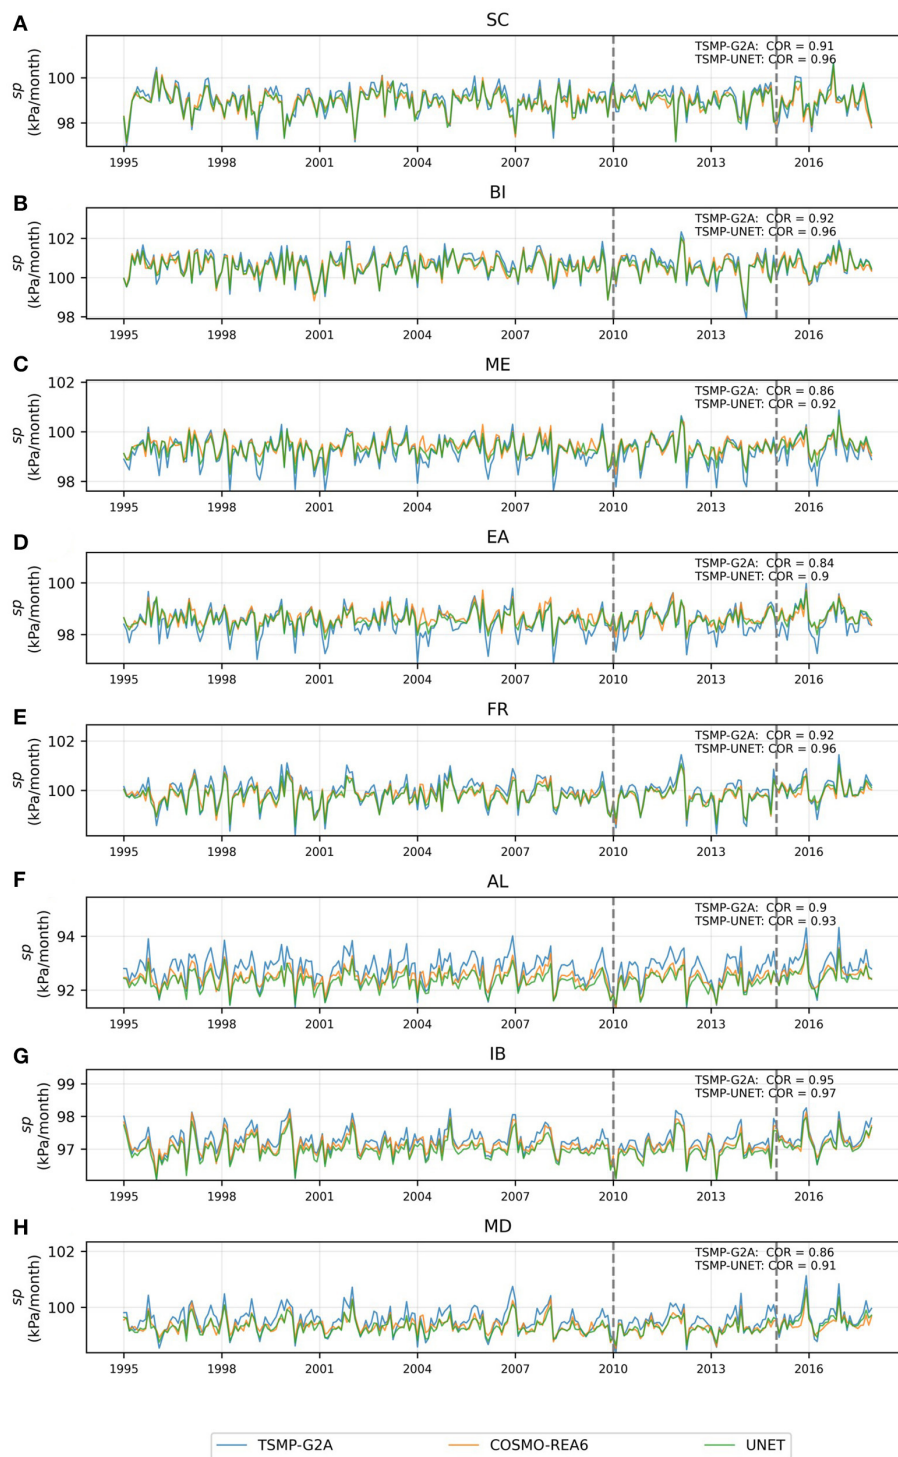 A
SC
TSMP-G2A: COR = 0.91
TSMP-UNET: COR = 0.96
sp
(kPa/month)
100
98
1995 1998 2001 2004 2007 2010 2013 2016
B
BI
TSMP-G2A: COR = 0.92
TSMP-UNET: COR = 0.96
sp
(kPa/month)
102
100
98
1995 1998 2001 2004 2007 2010 2013 2016
C
ME
TSMP-G2A: COR = 0.86
TSMP-UNET: COR = 0.92
sp
(kPa/month)
102
100
98
1995 1998 2001 2004 2007 2010 2013 2016
D
EA
TSMP-G2A: COR = 0.84
TSMP-UNET: COR = 0.9
sp
(kPa/month)
100
98
1995 1998 2001 2004 2007 2010 2013 2016
E
FR
TSMP-G2A: COR = 0.92
TSMP-UNET: COR = 0.96
sp
(kPa/month)
102
100
1995 1998 2001 2004 2007 2010 2013 2016
F
AL
TSMP-G2A: COR = 0.9
TSMP-UNET: COR = 0.93
sp
(kPa/month)
94
92
1995 1998 2001 2004 2007 2010 2013 2016
G
IB
TSMP-G2A: COR = 0.95
TSMP-UNET: COR = 0.97
sp
(kPa/month)
99
98
97
1995 1998 2001 2004 2007 2010 2013 2016
H
MD
TSMP-G2A: COR = 0.86
TSMP-UNET: COR = 0.91
sp
(kPa/month)
102
100
1995 1998 2001 2004 2007 2010 2013 2016
TSMP-G2A COSMO-REA6 UNET